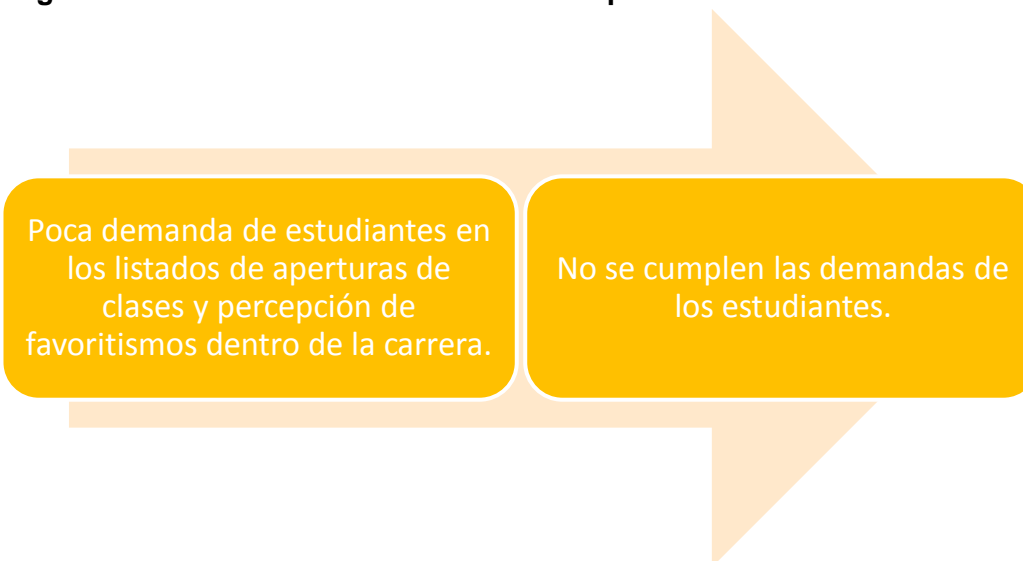 Poca demanda de estudiantes en
los listados de aperturas de
clases y percepción de
favoritismos dentro de la carrera.
No se cumplen las demandas de
los estudiantes.